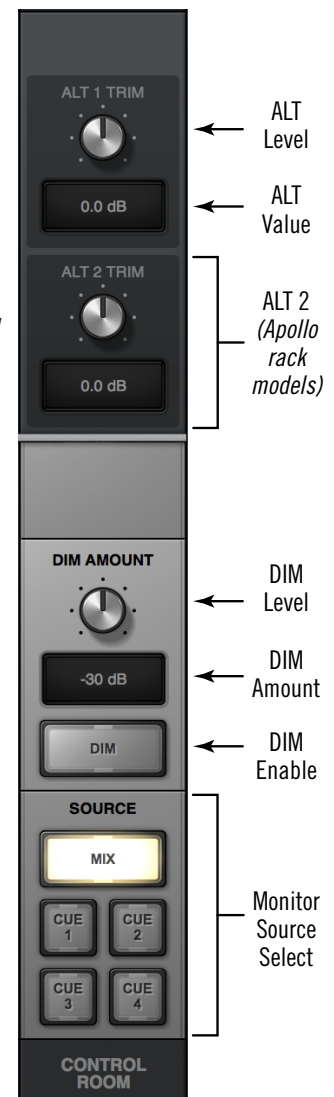 ALT 1 TRIM
ALT
Level
0.0 dB
ALT
Value
ALT 2 TRIM
ALT 2
(Apollo
rack
models)
0.0 dB
DIM AMOUNT
DIM
Level
-30 dB
DIM
Amount
DIM
DIM
Enable
SOURCE
MIX
CUE
1
CUE
2
CUE
3
CUE
4
Monitor
Source
Select
CONTROL
ROOM